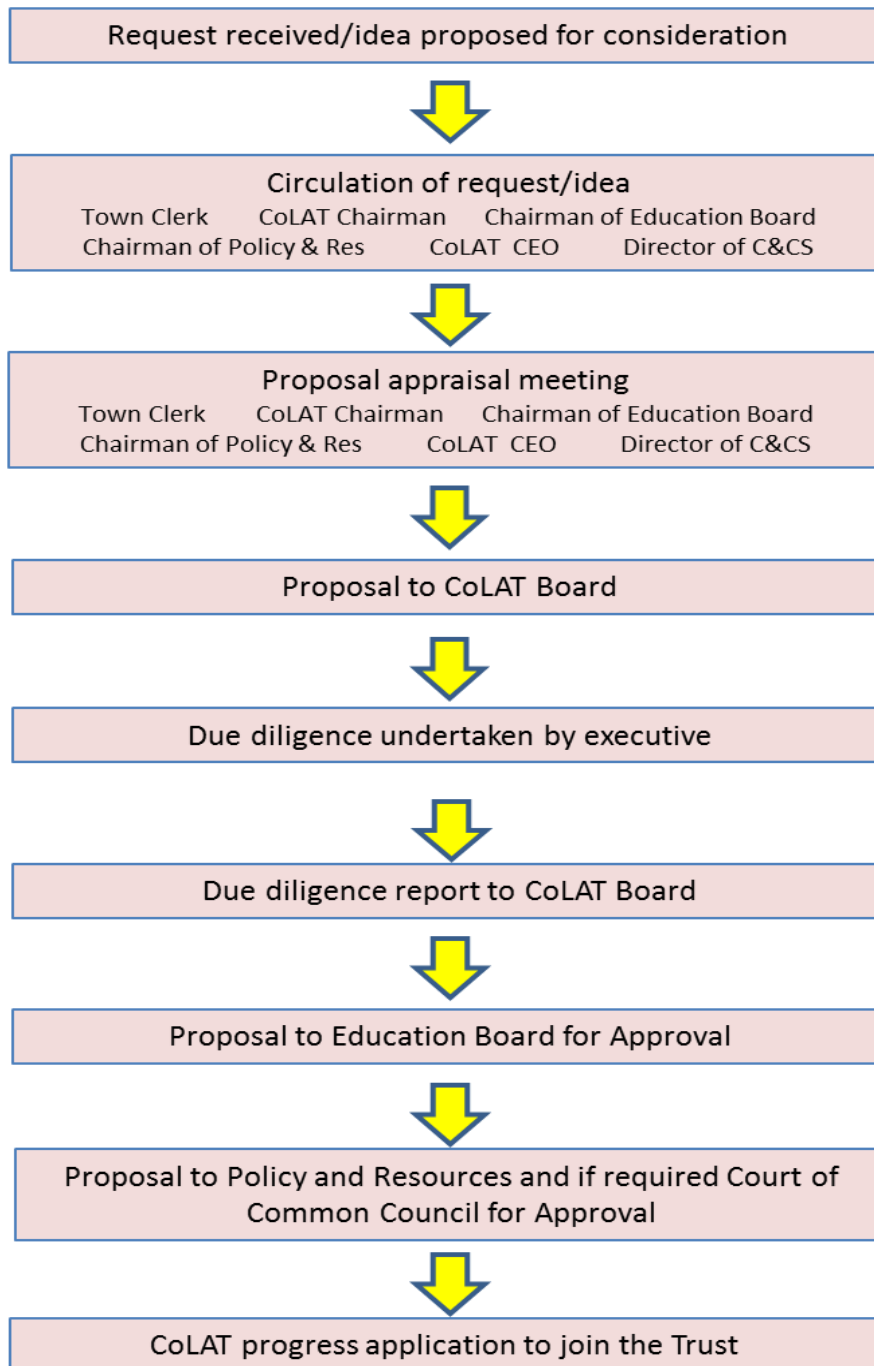 Request received/idea proposed for consideration
Circulation of request/idea
Town Clerk CoLAT Chairman Chairman of Education Board
Chairman of Policy & Res CoLAT CEO Director of C&CS
Proposal appraisal meeting
Town Clerk CoLAT Chairman Chairman of Education Board
Chairman of Policy & Res CoLAT CEO Director of C&CS
Proposal to CoLAT Board
Due diligence undertaken by executive
Due diligence report to CoLAT Board
Proposal to Education Board for Approval
Proposal to Policy and Resources and if required Court of
Common Council for Approval
CoLAT progress application to join the Trust